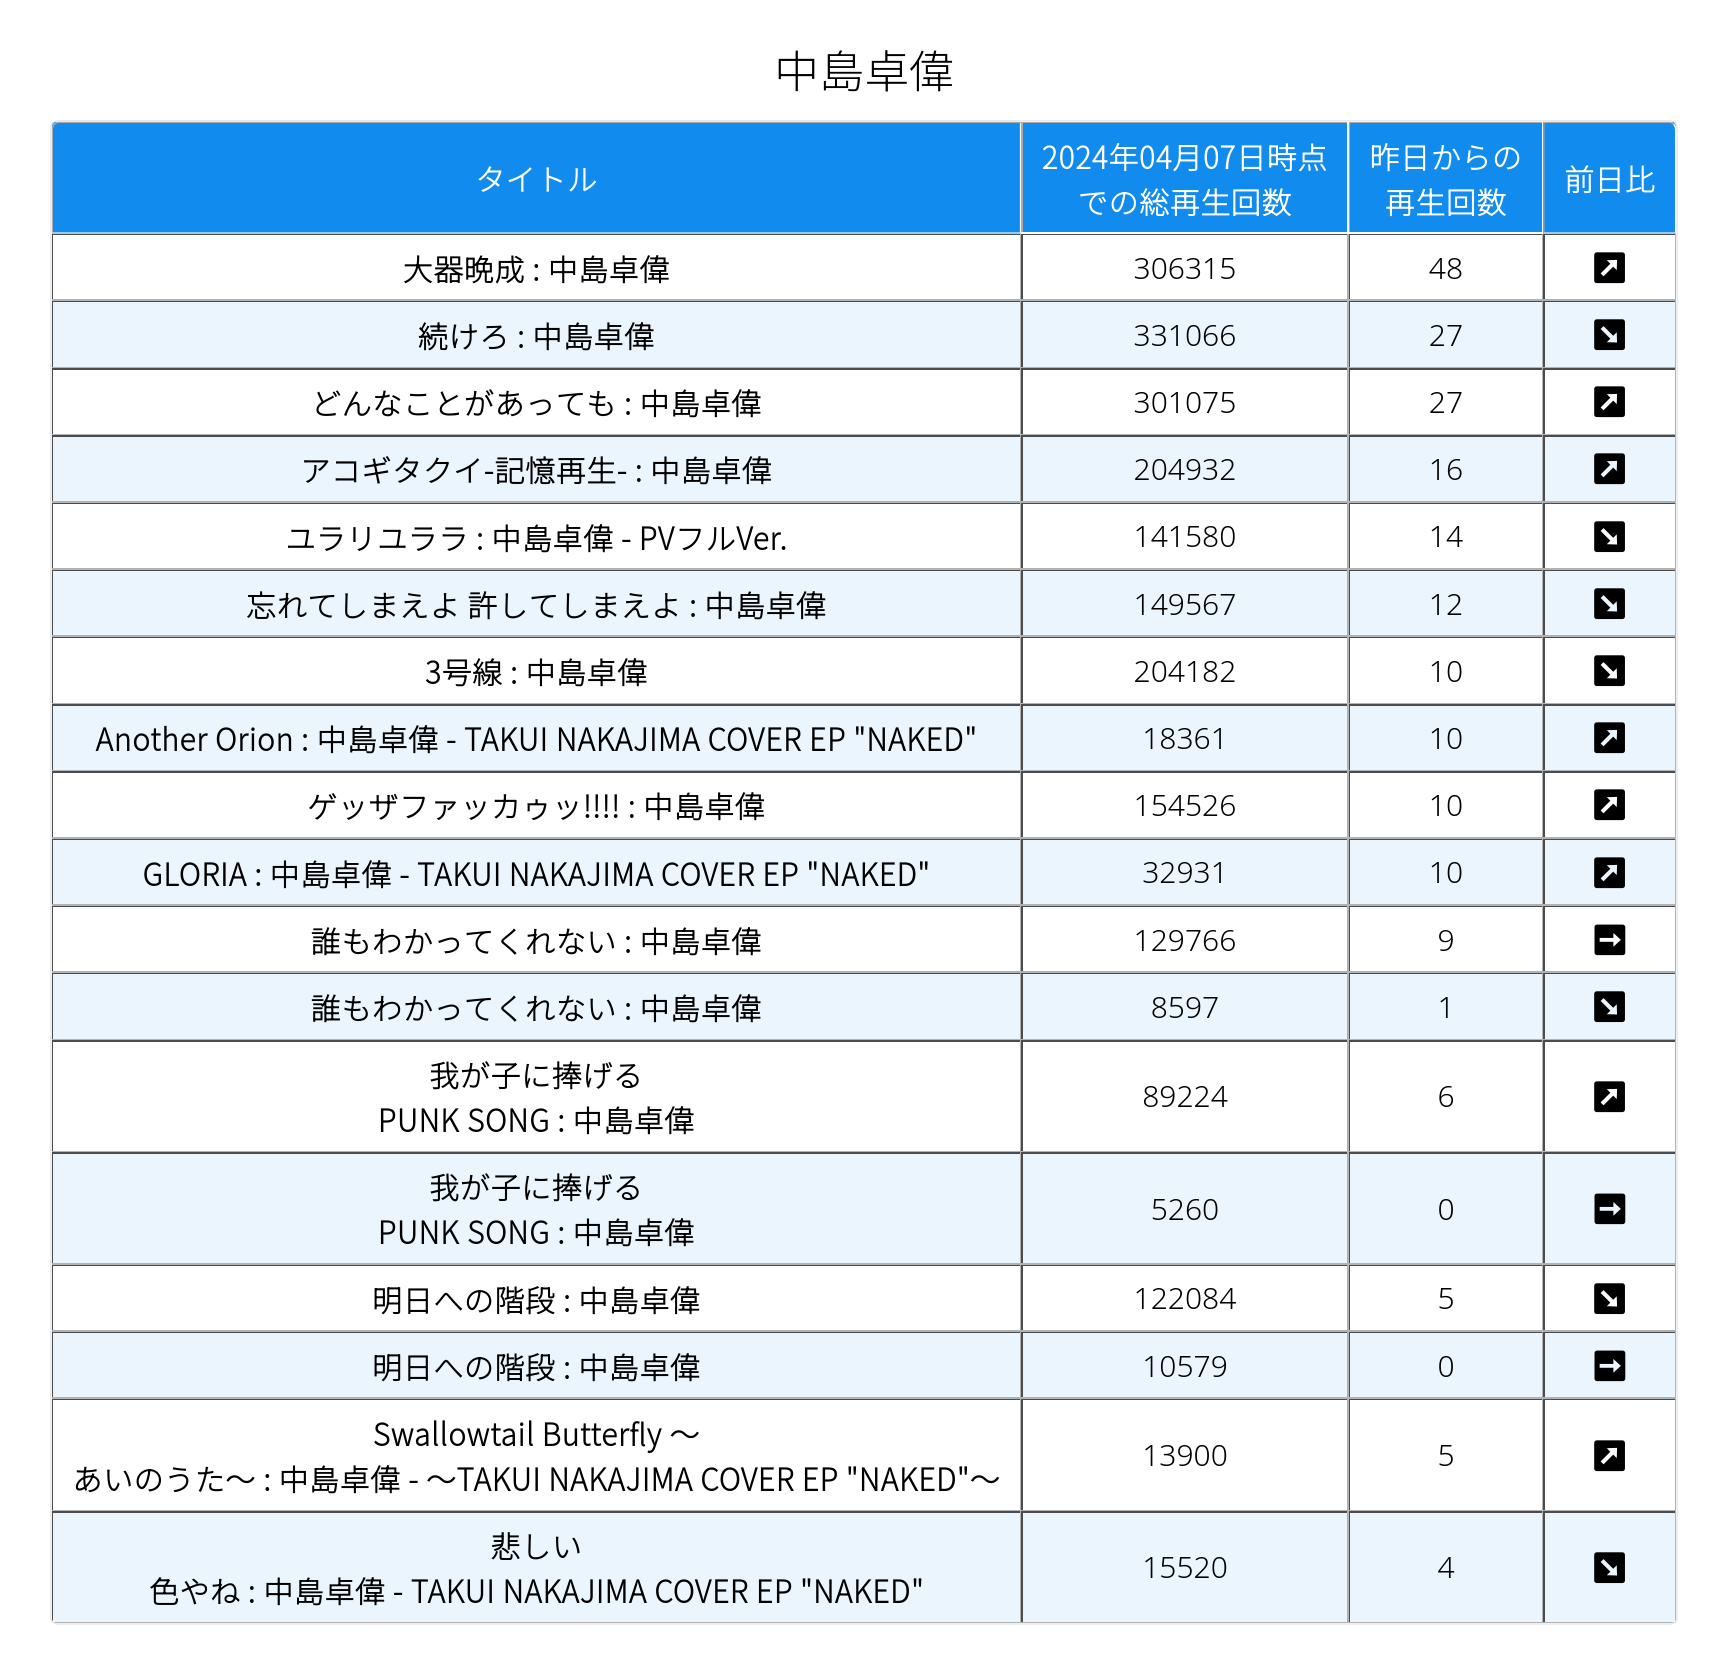 中島卓偉
タイトル
2024年04月07日時点
での総再生回数
昨日からの
再生回数
前日比
大器晩成 : 中島卓偉 306315 48 ↗
続けろ : 中島卓偉 331066 27 ↘
どんなことがあっても : 中島卓偉 301075 27 ↗
アコギタクイ-記憶再生- : 中島卓偉 204932 16 ↗
ユラリユララ : 中島卓偉 - PVフルVer. 141580 14 ↘
忘れてしまえよ 許してしまえよ : 中島卓偉 149567 12 ↘
3号線 : 中島卓偉 204182 10 ↘
Another Orion : 中島卓偉 - TAKUI NAKAJIMA COVER EP "NAKED" 18361 10 ↗
ゲッザファッカゥッ!!!! : 中島卓偉 154526 10 ↗
GLORIA : 中島卓偉 - TAKUI NAKAJIMA COVER EP "NAKED" 32931 10 ↗
誰もわかってくれない : 中島卓偉 129766 9 →
誰もわかってくれない : 中島卓偉 8597 1 ↘
我が子に捧げる
PUNK SONG : 中島卓偉 89224 6 ↗
我が子に捧げる
PUNK SONG : 中島卓偉 5260 0 →
明日への階段 : 中島卓偉 122084 5 ↘
明日への階段 : 中島卓偉 10579 0 →
Swallowtail Butterfly ～
あいのうた～ : 中島卓偉 - ～TAKUI NAKAJIMA COVER EP "NAKED"～ 13900 5 ↗
悲しい
色やね : 中島卓偉 - TAKUI NAKAJIMA COVER EP "NAKED" 15520 4 ↘